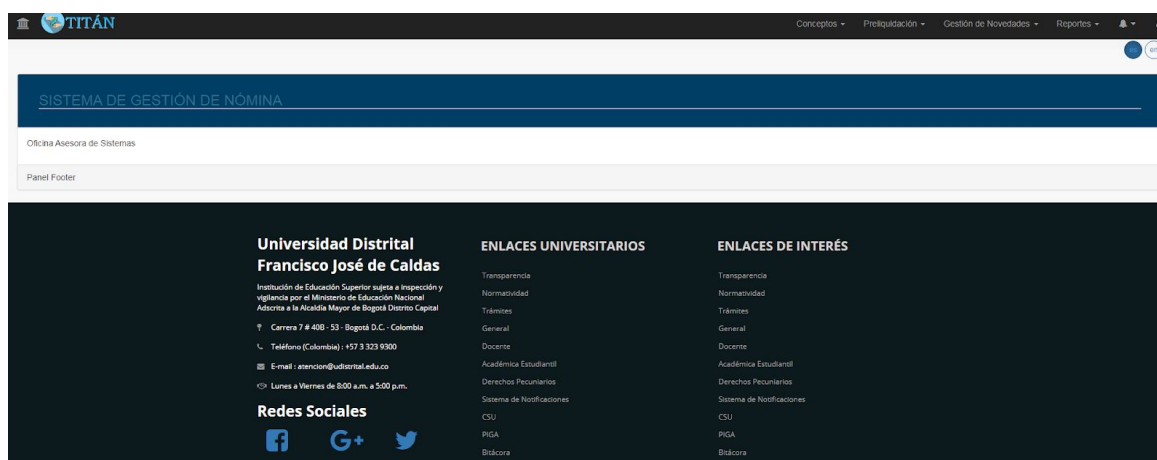 TITÁN
Conceptos Preliquidación Gestión de Novedades Reportes
es en
SISTEMA DE GESTIÓN DE NÓMINA
Oficina Asesora de Sistemas
Panel Footer
Universidad Distrital
Francisco José de Caldas
Institución de Educación Superior sujeta a inspección y
vigilancia por el Ministerio de Educación Nacional
Adscrita a la Alcaldía Mayor de Bogotá Distrito Capital
Carrera 7 # 40B - 53 - Bogotá D.C. - Colombia
Teléfono (Colombia) : +57 3 323 9300
E-mail : atencion@udistrital.edu.co
Lunes a Viernes de 8:00 a.m. a 5:00 p.m.
Redes Sociales
ENLACES UNIVERSITARIOS
Transparencia
Normatividad
Trámites
General
Docente
Académica Estudiantil
Derechos Pecuniarios
Sistema de Notificaciones
CSU
PIGA
Bitácora
ENLACES DE INTERÉS
Transparencia
Normatividad
Trámites
General
Docente
Académica Estudiantil
Derechos Pecuniarios
Sistema de Notificaciones
CSU
PIGA
Bitácora